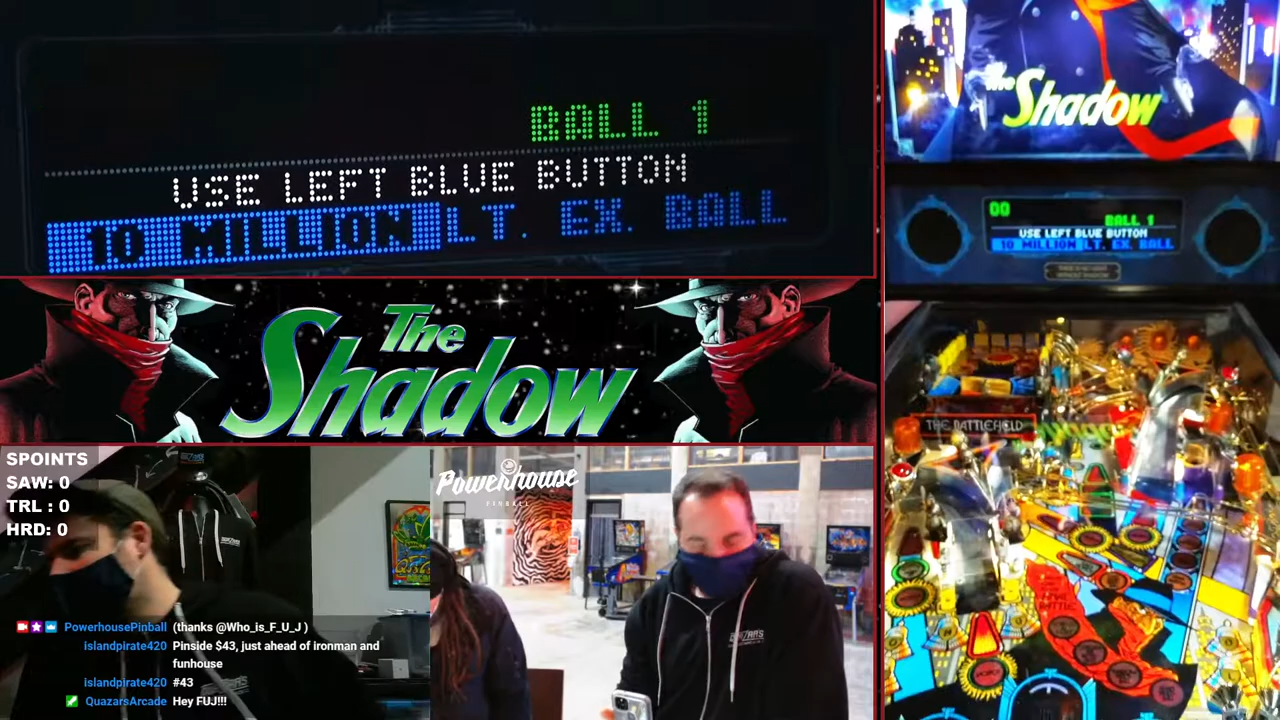 BALL 1
USE LEFT BLUE BUTTON
10 MILLION LT. EX. BALL
The
Shadow
The Shadow
00
BALL 1
USE LEFT BLUE BUTTON
10 MILLION LT. EX. BALL
THE BATTLEFIELD
SPOINTS
SAW: 0
TRL : 0
HRD: 0
Powerhouse
PINBALL
PowerhousePinball (thanks @Who_is_F_U_J )
islandpirate420 Pinside $43, just ahead of ironman and
funhouse
islandpirate420 #43
QuazarsArcade Hey FUJ!!!